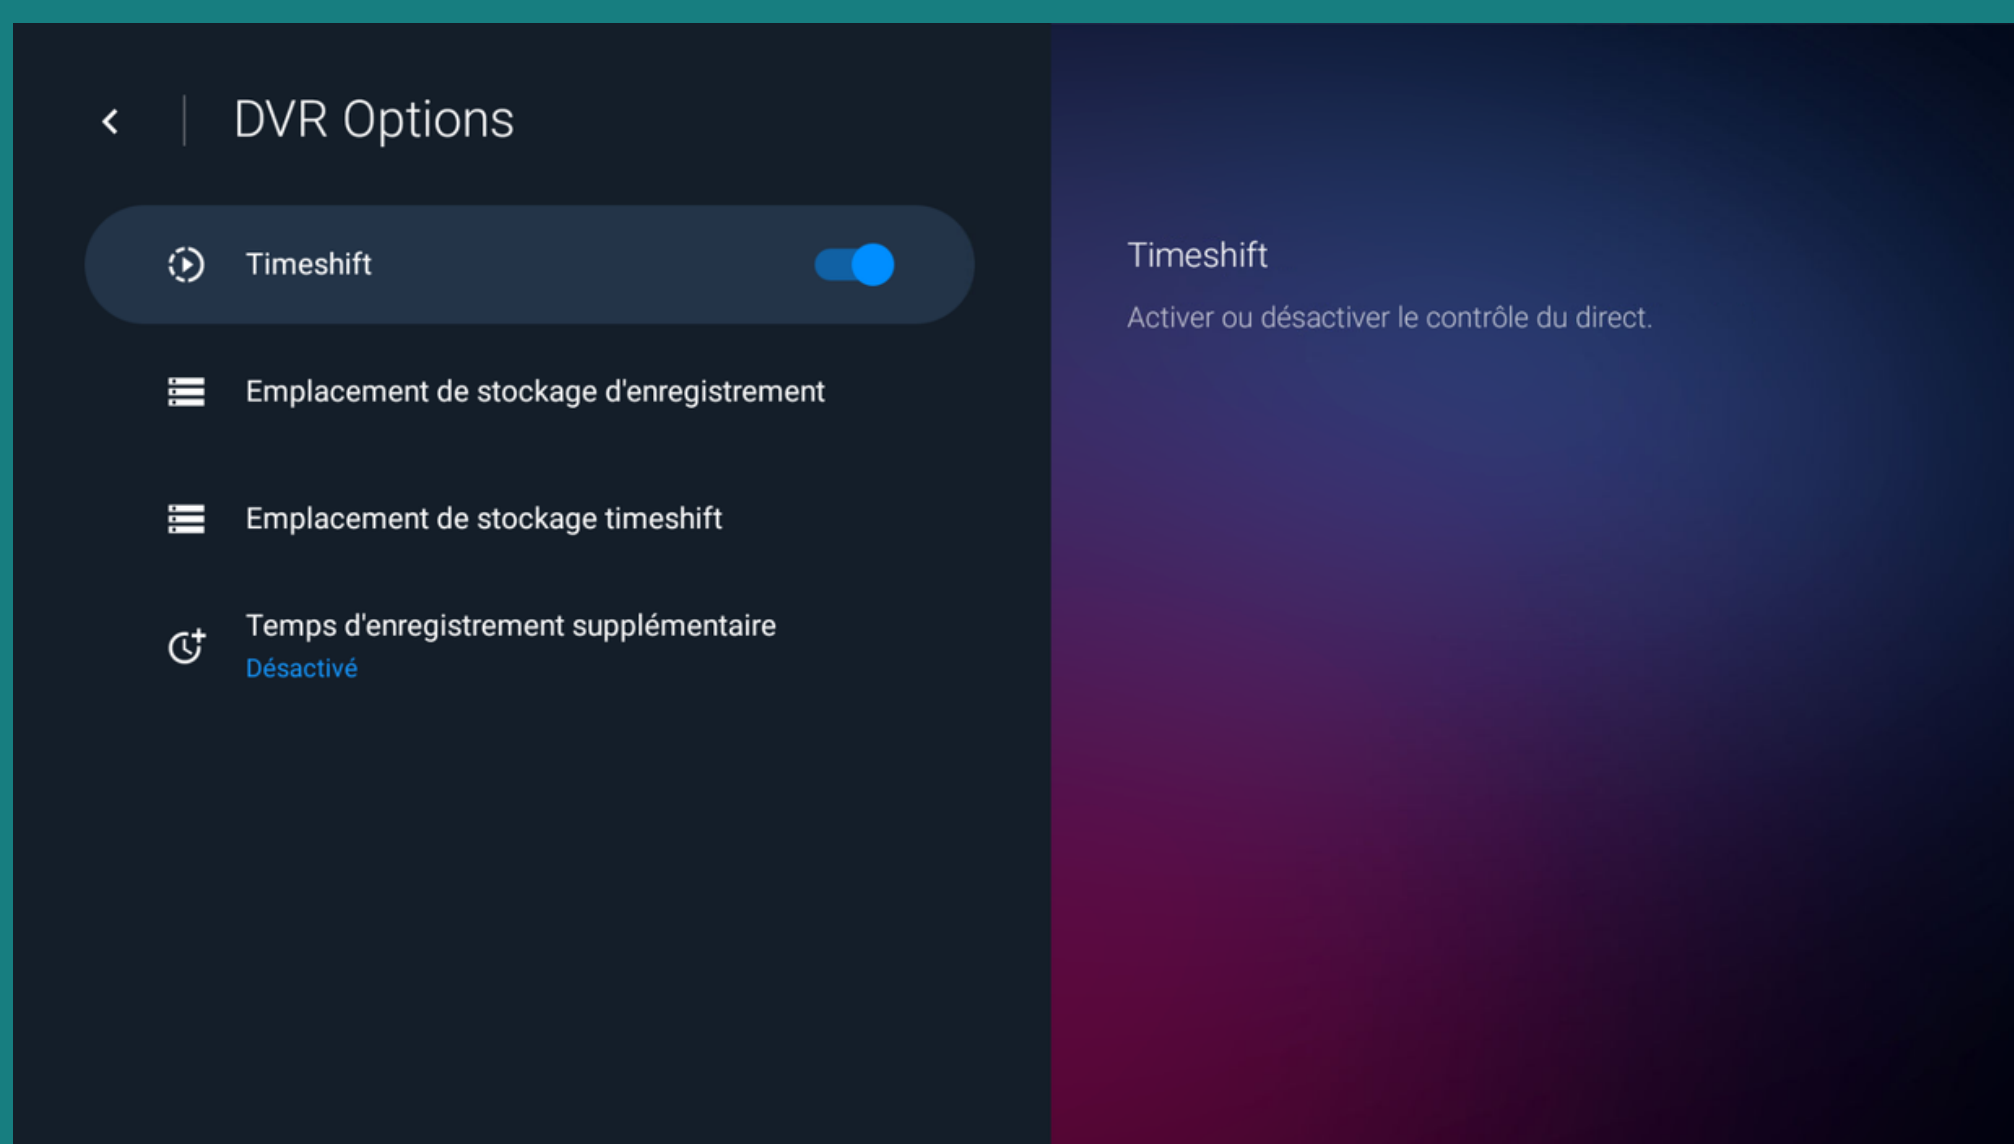 DVR Options
Timeshift
Emplacement de stockage d'enregistrement
Emplacement de stockage timeshift
Temps d'enregistrement supplémentaire
Désactivé
Timeshift
Activer ou désactiver le contrôle du direct.